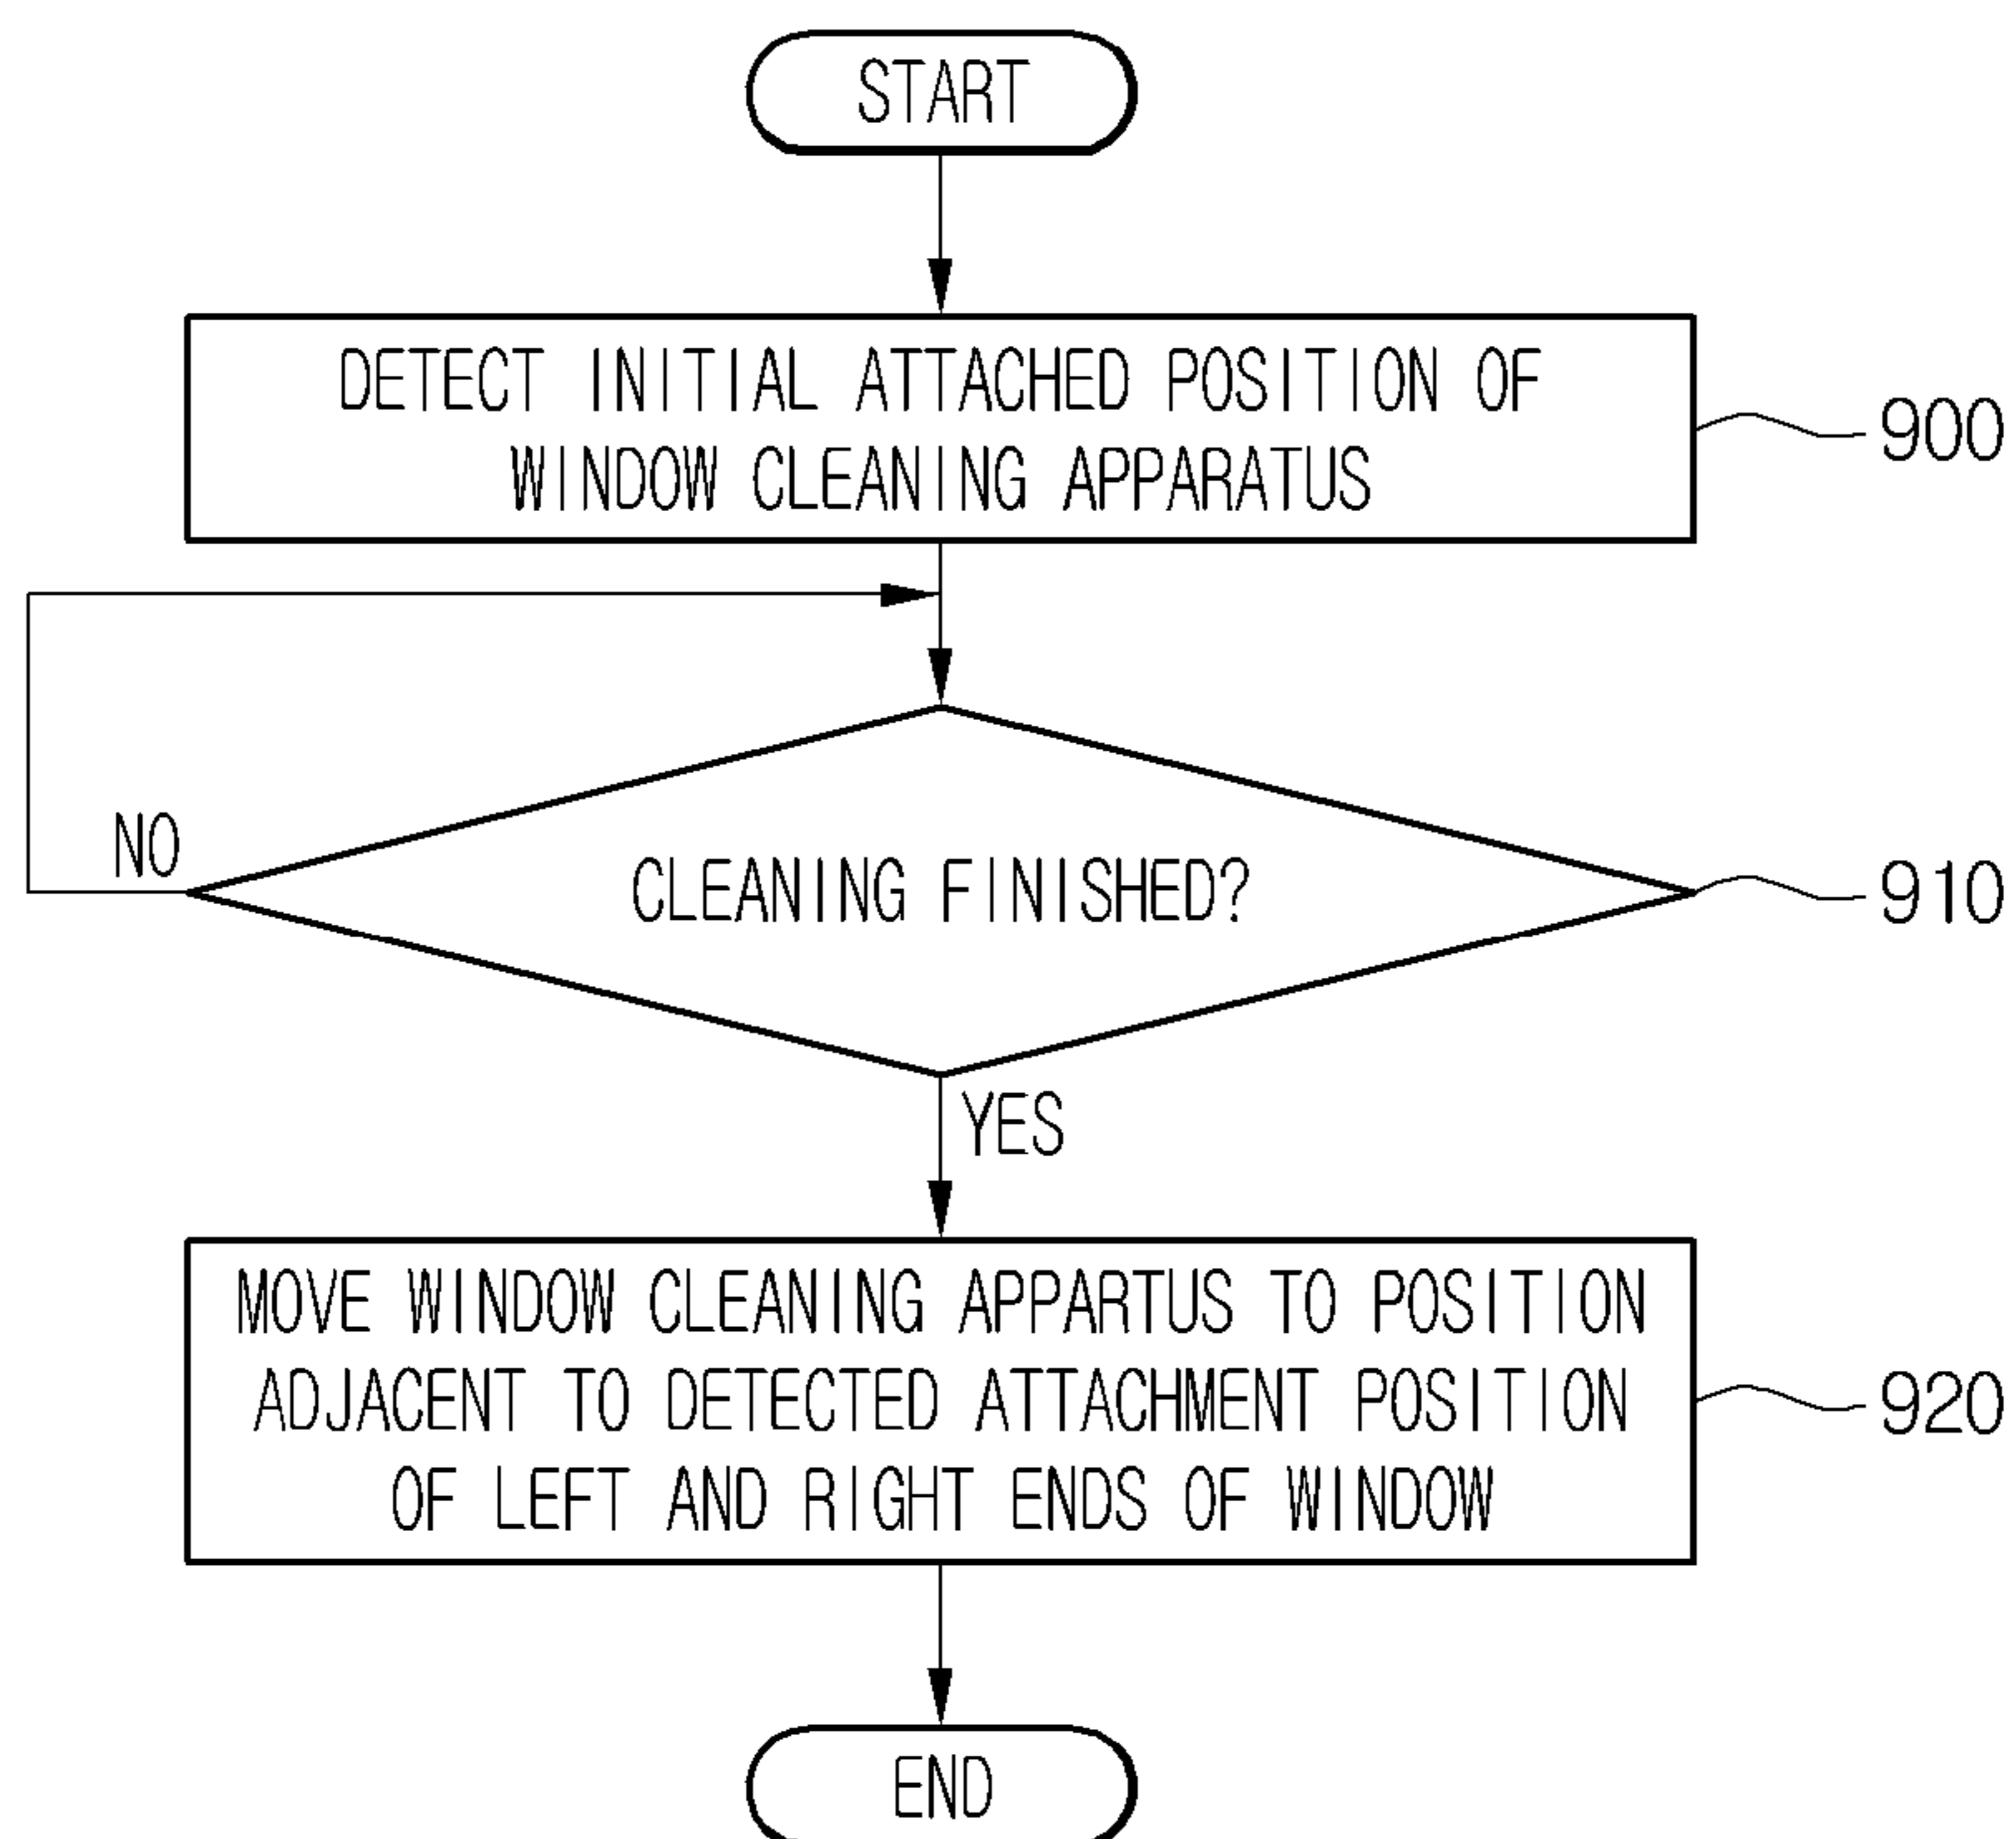 START
DETECT INITIAL ATTACHED POSITION OF
WINDOW CLEANING APPARATUS
900
NO
CLEANING FINISHED?
910
YES
MOVE WINDOW CLEANING APPARTUS TO POSITION
ADJACENT TO DETECTED ATTACHMENT POSITION
OF LEFT AND RIGHT ENDS OF WINDOW
920
END